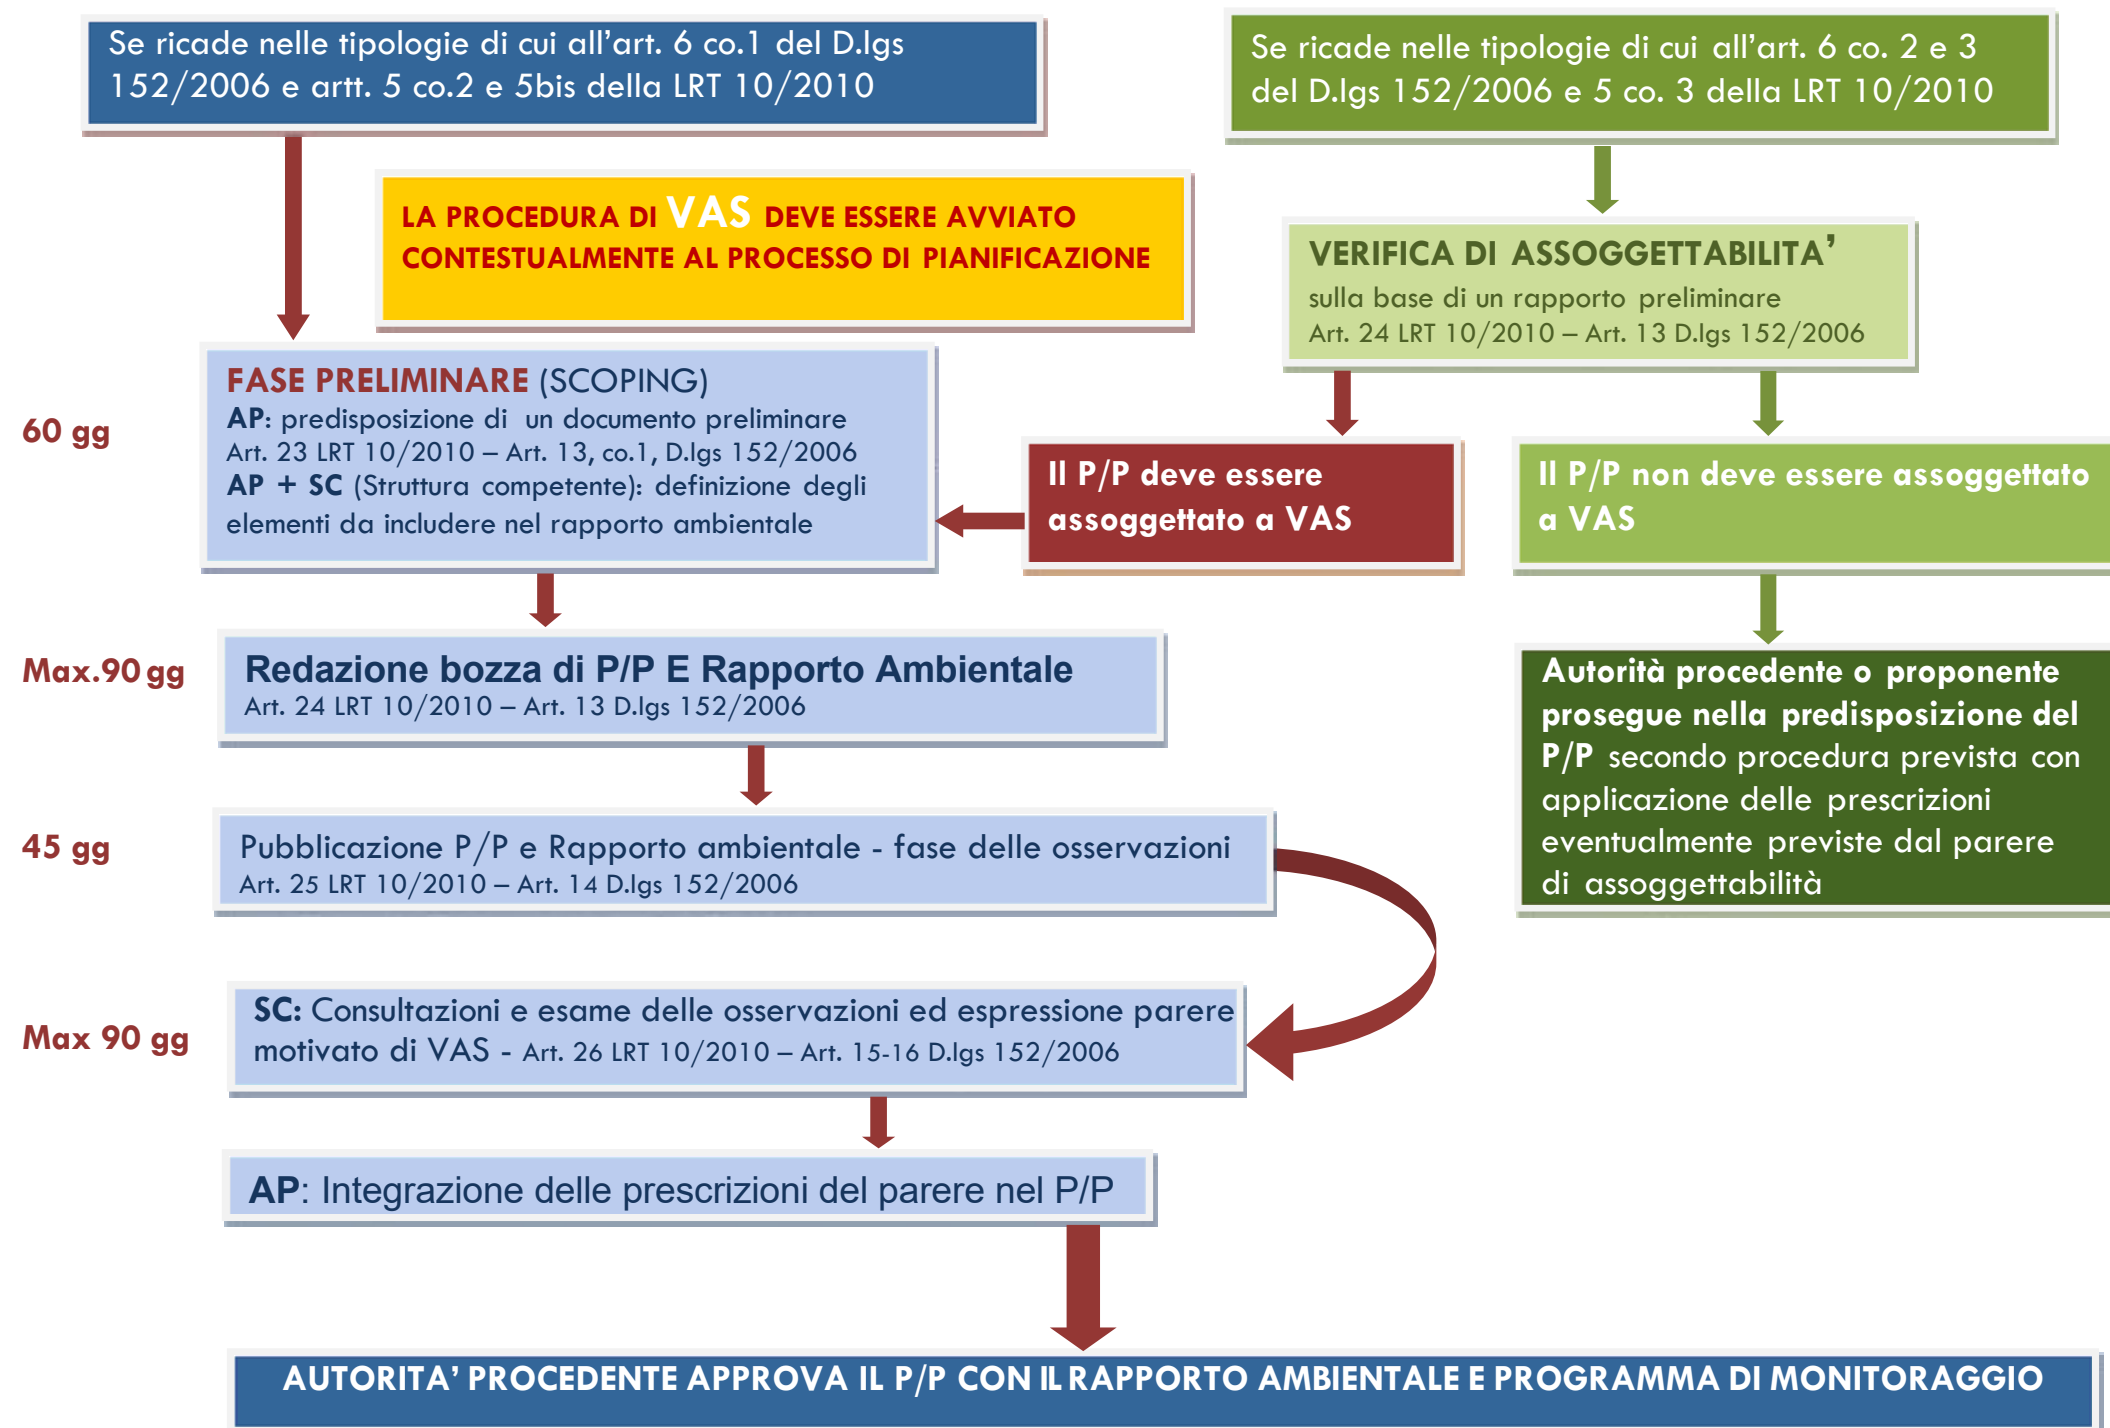 Se ricade nelle tipologie di cui all’art. 6 co.1 del D.lgs
152/2006 e artt. 5 co.2 e 5bis della LRT 10/2010
Se ricade nelle tipologie di cui all’art. 6 co. 2 e 3
del D.lgs 152/2006 e 5 co. 3 della LRT 10/2010
LA PROCEDURA DI VAS DEVE ESSERE AVVIATO
CONTESTUALMENTE AL PROCESSO DI PIANIFICAZIONE
VERIFICA DI ASSOGGETTABILITA’
sulla base di un rapporto preliminare
Art. 24 LRT 10/2010 – Art. 13 D.lgs 152/2006
60 gg
FASE PRELIMINARE (SCOPING)
AP: predisposizione di un documento preliminare
Art. 23 LRT 10/2010 – Art. 13, co.1, D.lgs 152/2006
AP + SC (Struttura competente): definizione degli
elementi da includere nel rapporto ambientale
Il P/P deve essere
assoggettato a VAS
Il P/P non deve essere assoggettato
a VAS
Max.90 gg
Redazione bozza di P/P E Rapporto Ambientale
Art. 24 LRT 10/2010 – Art. 13 D.lgs 152/2006
Autorità procedente o proponente
prosegue nella predisposizione del
P/P secondo procedura prevista con
applicazione delle prescrizioni
eventualmente previste dal parere
di assoggettabilità
45 gg
Pubblicazione P/P e Rapporto ambientale - fase delle osservazioni
Art. 25 LRT 10/2010 – Art. 14 D.lgs 152/2006
Max 90 gg
SC: Consultazioni e esame delle osservazioni ed espressione parere
motivato di VAS - Art. 26 LRT 10/2010 – Art. 15-16 D.lgs 152/2006
AP: Integrazione delle prescrizioni del parere nel P/P
AUTORITA’ PROCEDENTE APPROVA IL P/P CON IL RAPPORTO AMBIENTALE E PROGRAMMA DI MONITORAGGIO